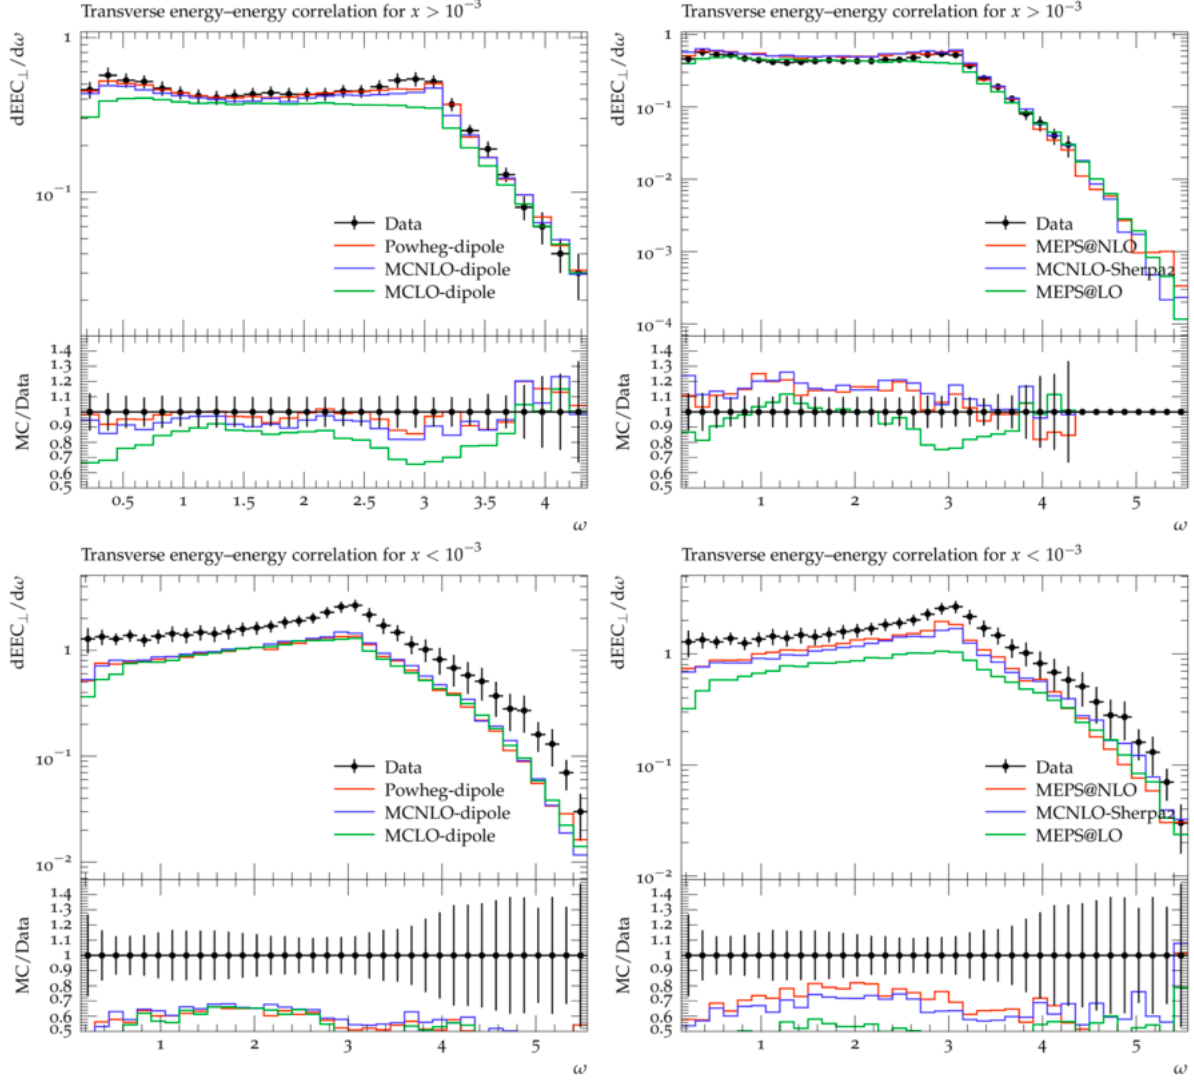 Transverse energy–energy correlation for x > 10⁻³
dEEC⊥/dω
1
10⁻¹
Data
Powheg-dipole
MCNLO-dipole
MCLO-dipole
MC/Data
1.4
1.3
1.2
1.1
1
0.9
0.8
0.7
0.6
0.5
0.5 1 1.5 2 2.5 3 3.5 4
ω
Transverse energy–energy correlation for x > 10⁻³
dEEC⊥/dω
1
10⁻¹
10⁻²
10⁻³
10⁻⁴
Data
MEPS@NLO
MCNLO-Sherpa2
MEPS@LO
MC/Data
1.4
1.3
1.2
1.1
1
0.9
0.8
0.7
0.6
0.5
1 2 3 4 5
ω
Transverse energy–energy correlation for x < 10⁻³
dEEC⊥/dω
1
10⁻¹
10⁻²
Data
Powheg-dipole
MCNLO-dipole
MCLO-dipole
MC/Data
1.4
1.3
1.2
1.1
1
0.9
0.8
0.7
0.6
0.5
1 2 3 4 5
ω
Transverse energy–energy correlation for x < 10⁻³
dEEC⊥/dω
1
10⁻¹
10⁻²
Data
MEPS@NLO
MCNLO-Sherpa2
MEPS@LO
MC/Data
1.4
1.3
1.2
1.1
1
0.9
0.8
0.7
0.6
0.5
1 2 3 4 5
ω